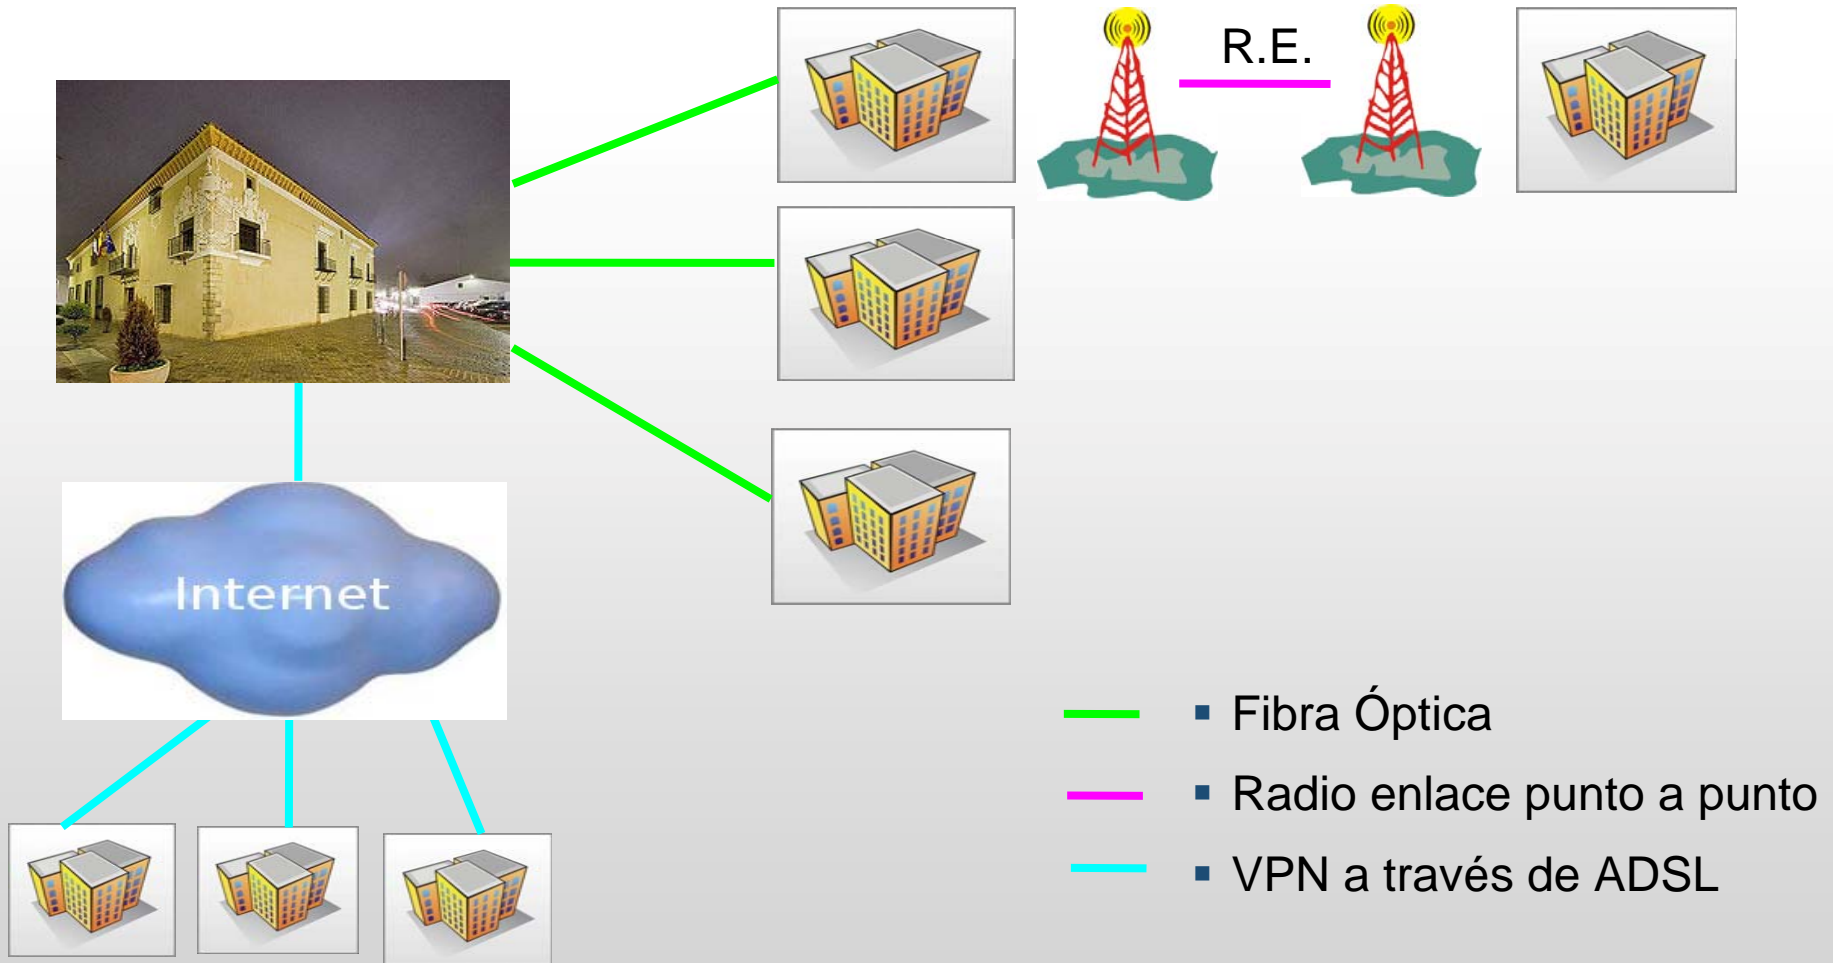 R.E.
Internet
Fibra Óptica
Radio enlace punto a punto
VPN a través de ADSL